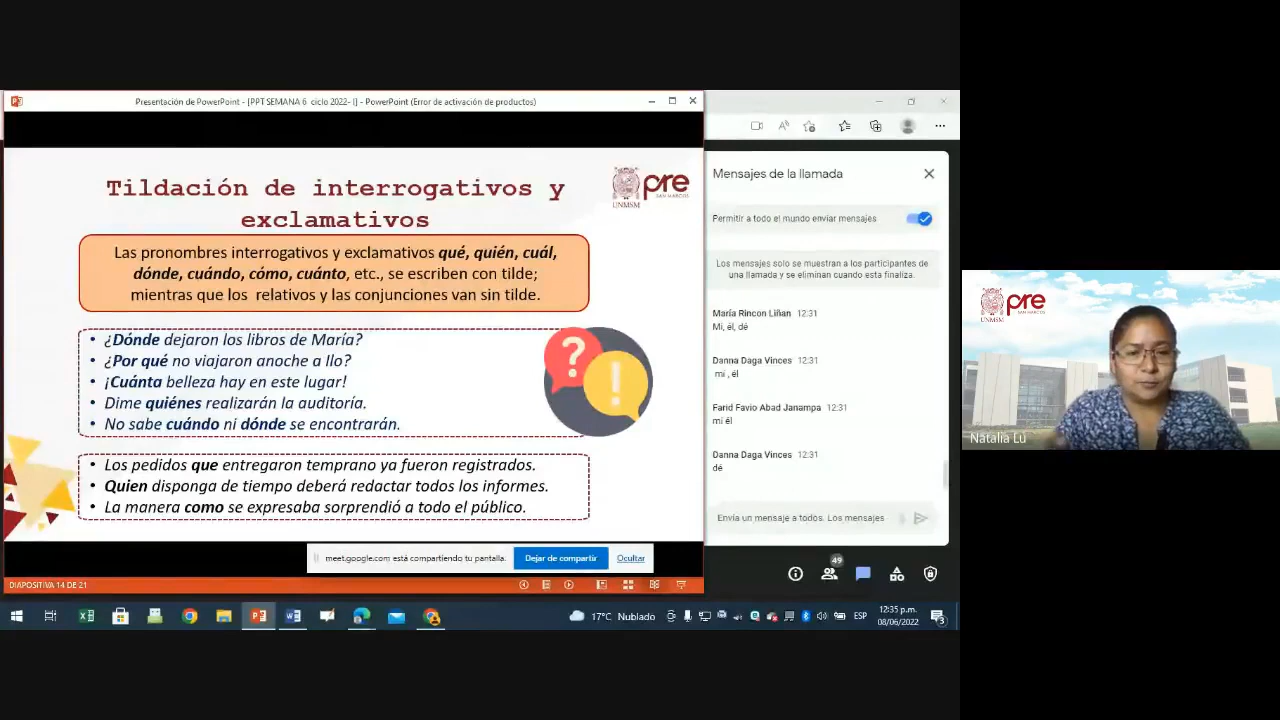 Presentación de PowerPoint - [PPT SEMANA 6 ciclo 2022- I] - PowerPoint (Error de activación de productos)
Tildación de interrogativos y
exclamativos
UNMSM
pre
SAN MARCOS
Las pronombres interrogativos y exclamativos qué, quién, cuál,
dónde, cuándo, cómo, cuánto, etc., se escriben con tilde;
mientras que los relativos y las conjunciones van sin tilde.
• ¿Dónde dejaron los libros de María?
• ¿Por qué no viajaron anoche a Ilo?
• ¡Cuánta belleza hay en este lugar!
• Dime quiénes realizarán la auditoría.
• No sabe cuándo ni dónde se encontrarán.
• Los pedidos que entregaron temprano ya fueron registrados.
• Quien disponga de tiempo deberá redactar todos los informes.
• La manera como se expresaba sorprendió a todo el público.
meet.google.com está compartiendo tu pantalla.
Dejar de compartir
Ocultar
DIAPOSITIVA 14 DE 21
Mensajes de la llamada
Permitir a todo el mundo enviar mensajes
Los mensajes solo se muestran a los participantes de
una llamada y se eliminan cuando esta finaliza.
María Rincon Liñan 12:31
Mi, él, dé
Danna Daga Vinces 12:31
mí , él
Farid Favio Abad Janampa 12:31
mi él
Danna Daga Vinces 12:31
dé
Envía un mensaje a todos. Los mensajes
49
17°C Nublado
ESP
12:35 p.m.
08/06/2022
3
UNMSM
pre
SAN MARCOS
Natalia Lu